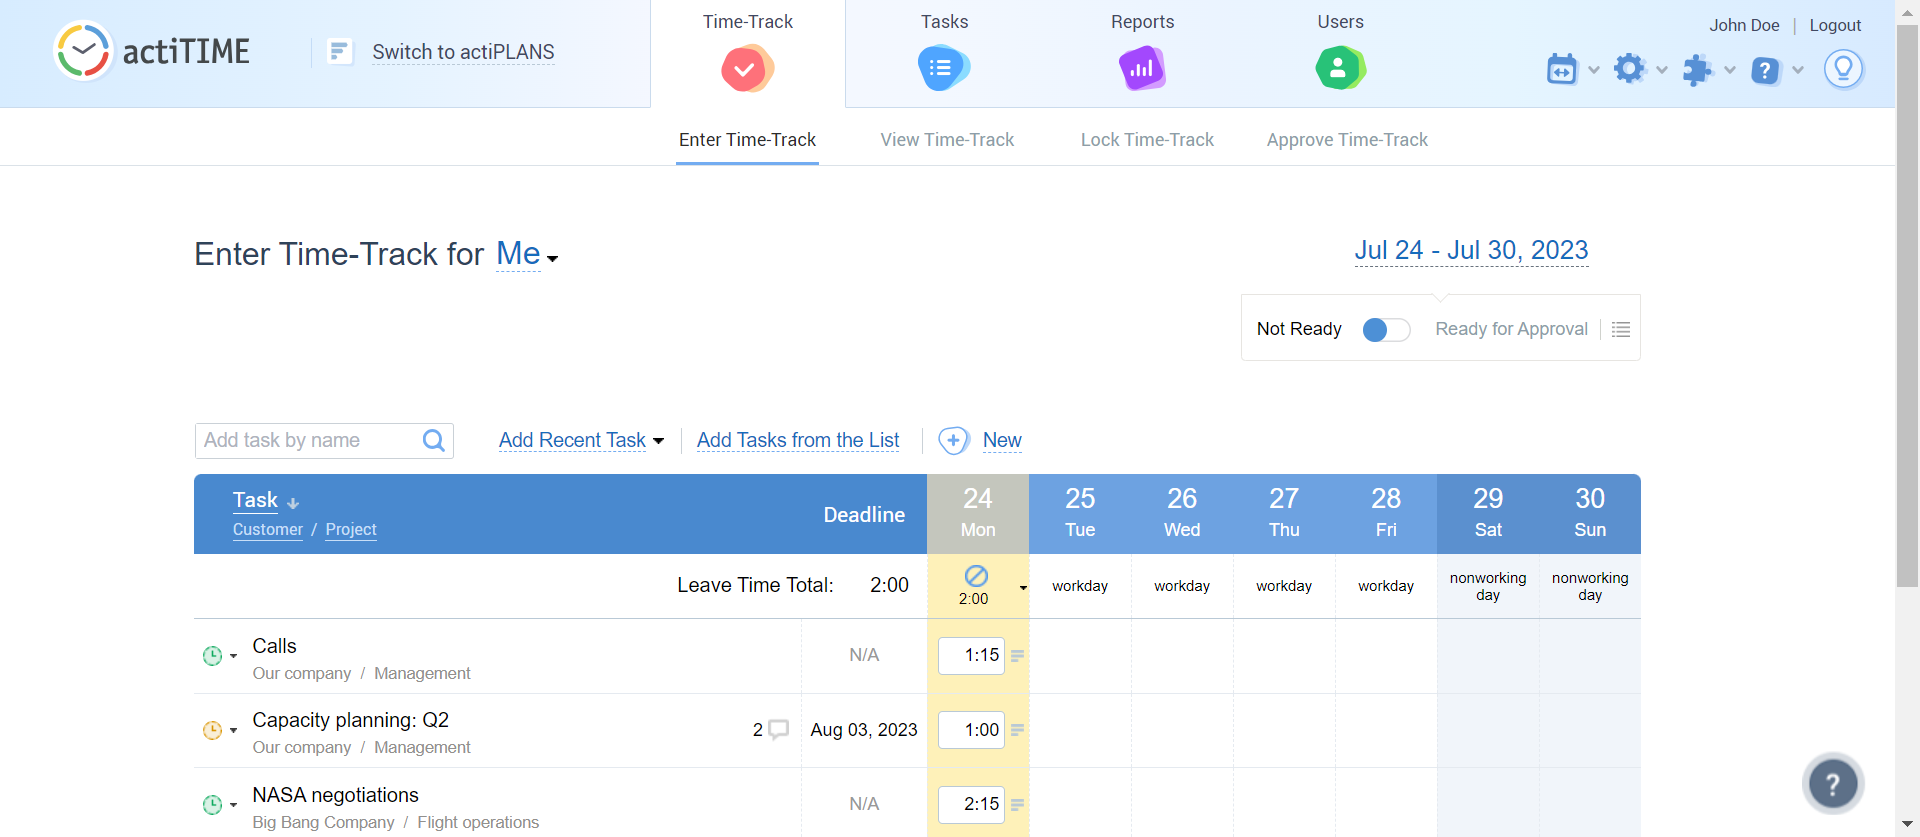 actiTIME
Switch to actiPLANS
Time-Track
Tasks
Reports
Users
John Doe | Logout
Enter Time-Track
View Time-Track
Lock Time-Track
Approve Time-Track
Enter Time-Track for Me
Jul 24 - Jul 30, 2023
Not Ready
Ready for Approval
Add task by name
Add Recent Task
Add Tasks from the List
New
Task
Customer / Project
Deadline
24 Mon
25 Tue
26 Wed
27 Thu
28 Fri
29 Sat
30 Sun
Leave Time Total: 2:00
2:00
workday
workday
workday
workday
nonworking
day
nonworking
day
Calls
Our company / Management
N/A
1:15
Capacity planning: Q2
Our company / Management
2
Aug 03, 2023
1:00
NASA negotiations
Big Bang Company / Flight operations
N/A
2:15
?